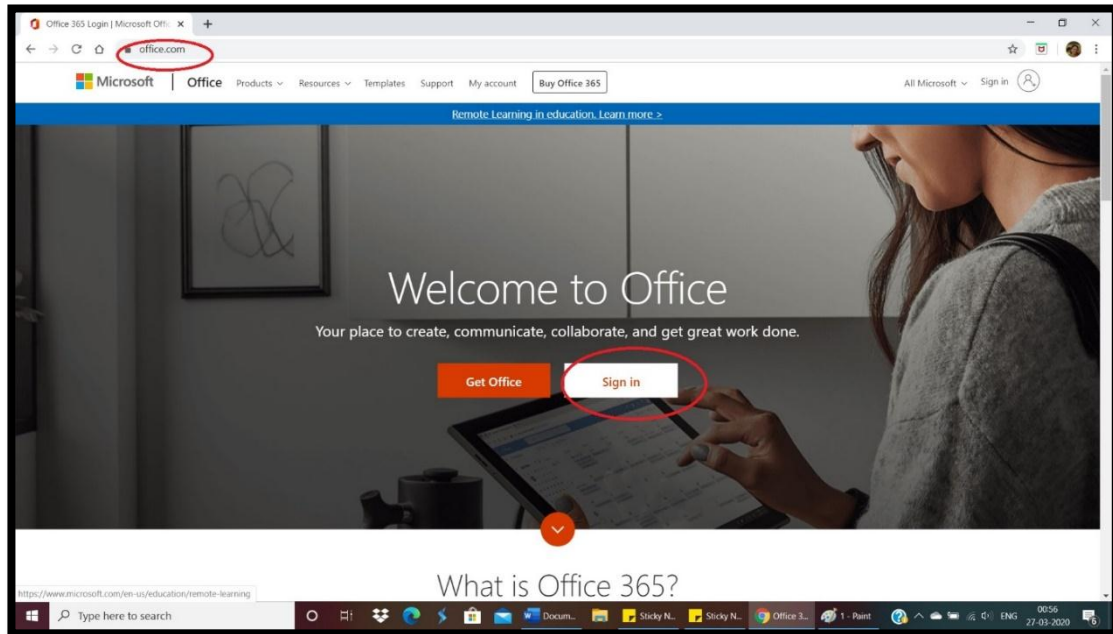 Office 365 Login | Microsoft Offi
office.com
Microsoft | Office Products Resources Templates Support My account Buy Office 365 All Microsoft Sign in
Remote Learning in education. Learn more >
Welcome to Office
Your place to create, communicate, collaborate, and get great work done.
Get Office Sign in
What is Office 365?
https://www.microsoft.com/en-us/education/remote-learning
Type here to search Docum... Sticky N... Sticky N... Office 3... 1 - Paint ENG 00:56
27-03-2020